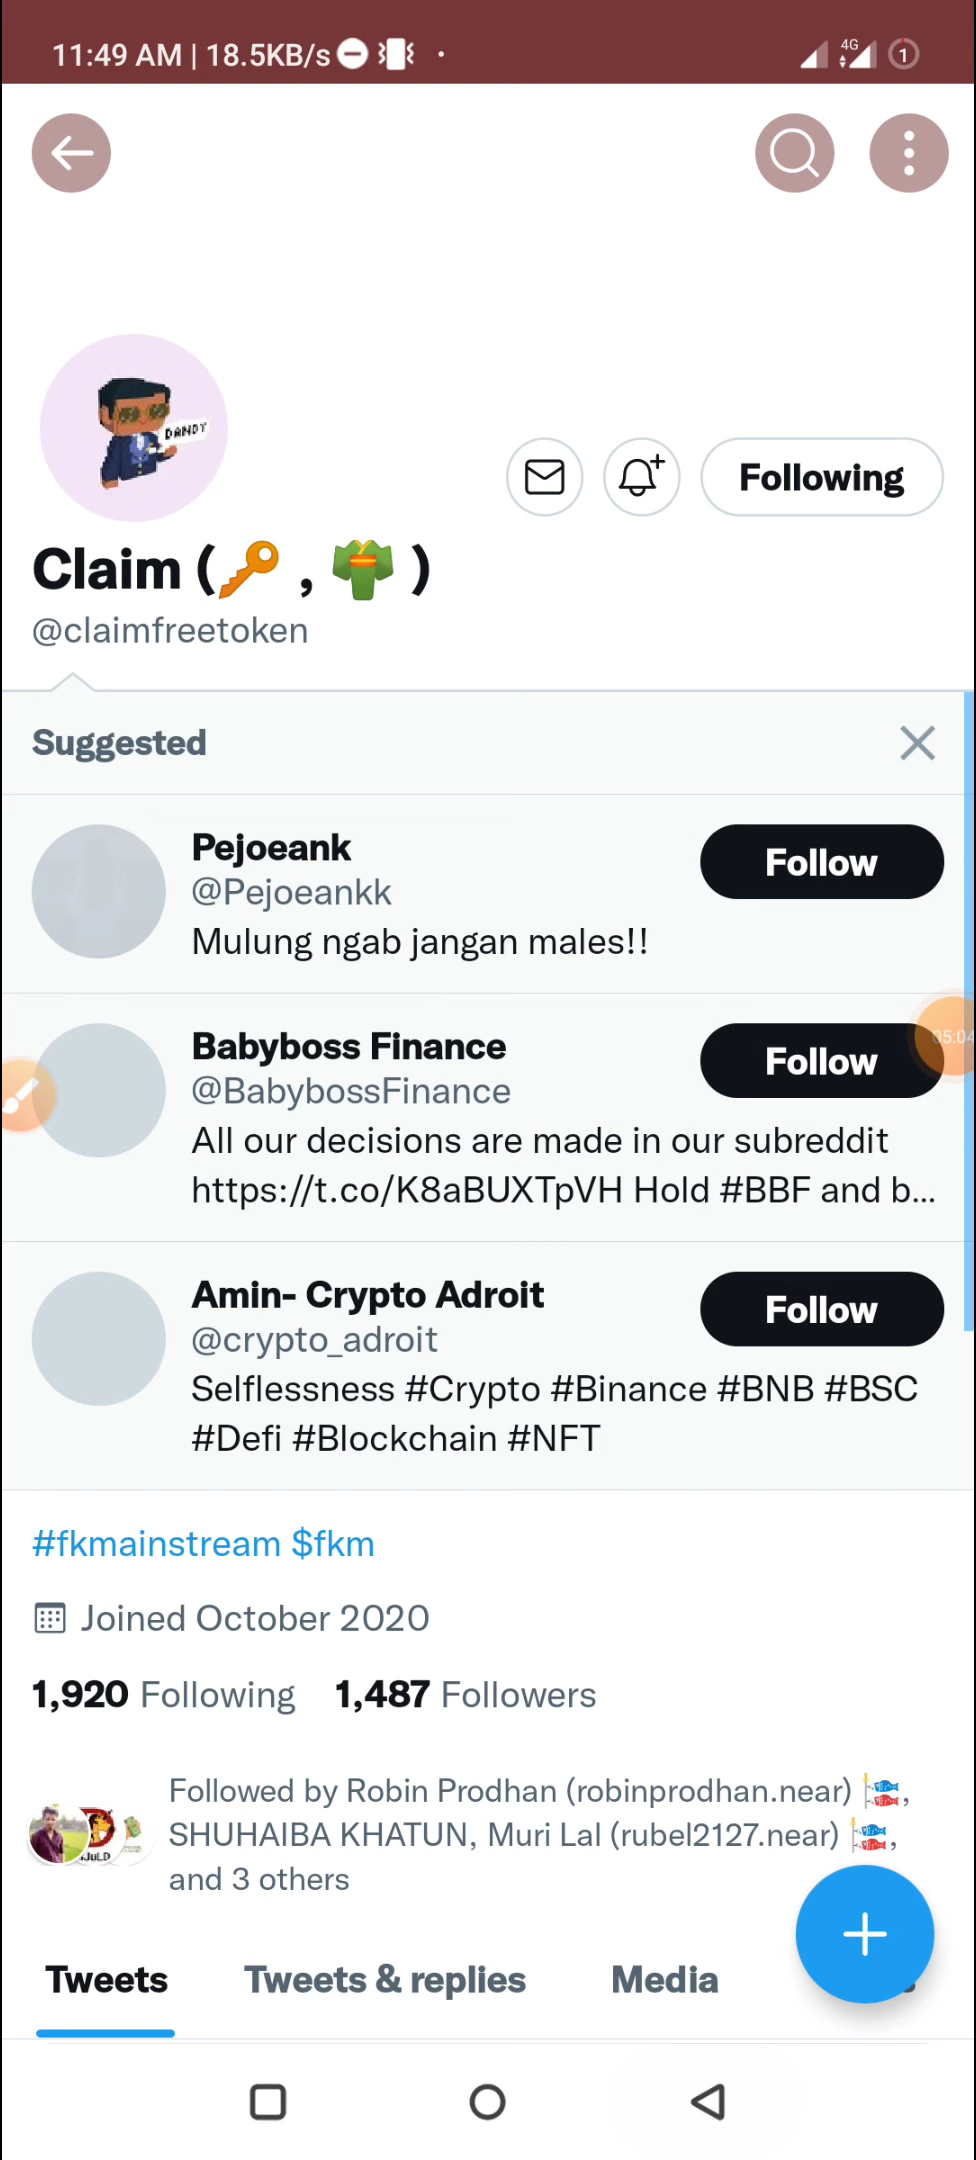 11:49 AM | 18.5KB/s
4G
1
DANDY
Following
Claim (🔑 , 👘 )
@claimfreetoken
Suggested
Pejoeank
Follow
@Pejoeankk
Mulung ngab jangan males!!
Babyboss Finance
Follow
05:04
@BabybossFinance
All our decisions are made in our subreddit
https://t.co/K8aBUXTpVH Hold #BBF and b...
Amin- Crypto Adroit
Follow
@crypto_adroit
Selflessness #Crypto #Binance #BNB #BSC
#Defi #Blockchain #NFT
#fkmainstream $fkm
Joined October 2020
1,920 Following 1,487 Followers
Followed by Robin Prodhan (robinprodhan.near) 🎏,
SHUHAIBA KHATUN, Muri Lal (rubel2127.near) 🎏,
and 3 others
Tweets Tweets & replies Media